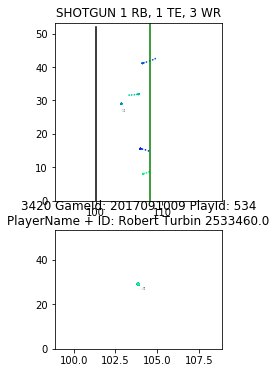 SHOTGUN 1 RB, 1 TE, 3 WR
50
40
30
20
10
0
100 110
3420 GameId: 2017091009 PlayId: 534
PlayerName + ID: Robert Turbin 2533460.0
40
20
0
100.0 102.5 105.0 107.5